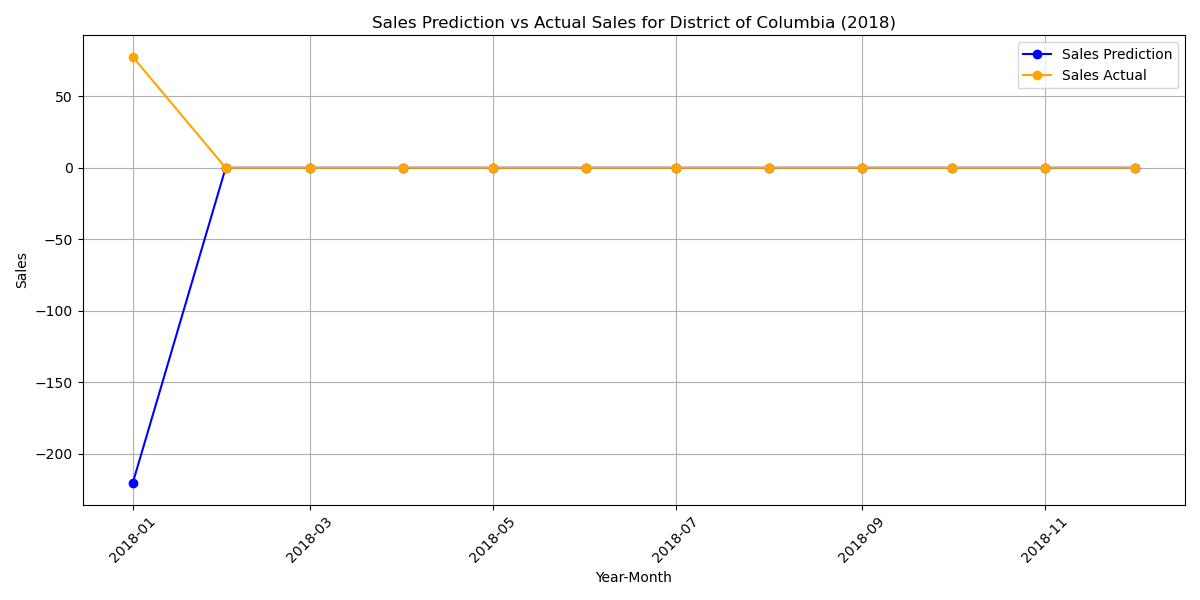 Sales Prediction vs Actual Sales for District of Columbia (2018)
Sales Prediction
Sales Actual
50
0
−50
−100
−150
−200
Sales
2018-01
2018-03
2018-05
2018-07
2018-09
2018-11
Year-Month